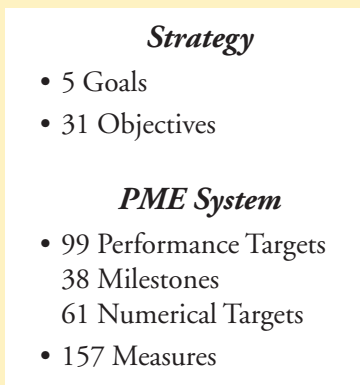 Strategy
• 5 Goals
• 31 Objectives
PME System
• 99 Performance Targets
38 Milestones
61 Numerical Targets
• 157 Measures